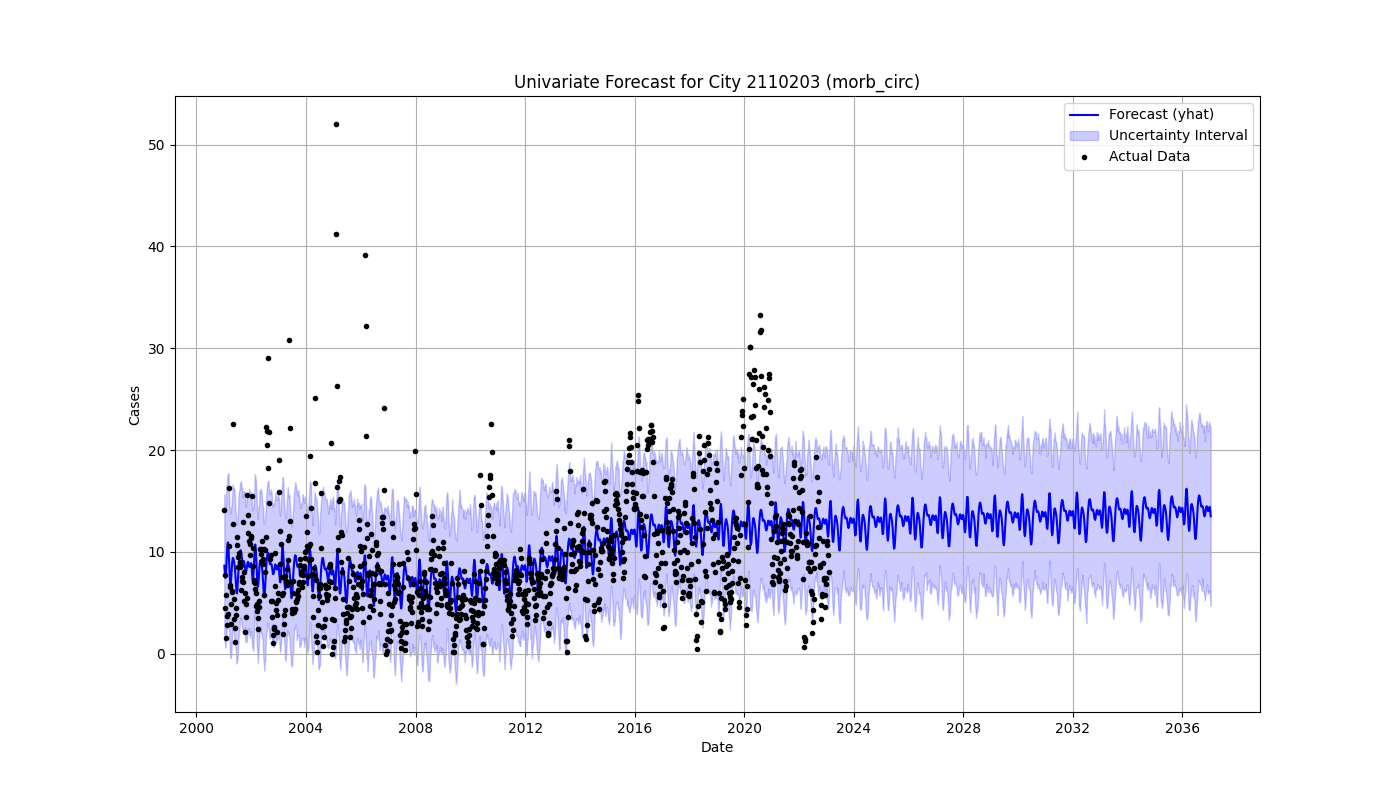 Univariate Forecast for City 2110203 (morb_circ)
Forecast (yhat)
Uncertainty Interval
Actual Data
50
40
30
20
10
0
Cases
2000 2004 2008 2012 2016 2020 2024 2028 2032 2036
Date